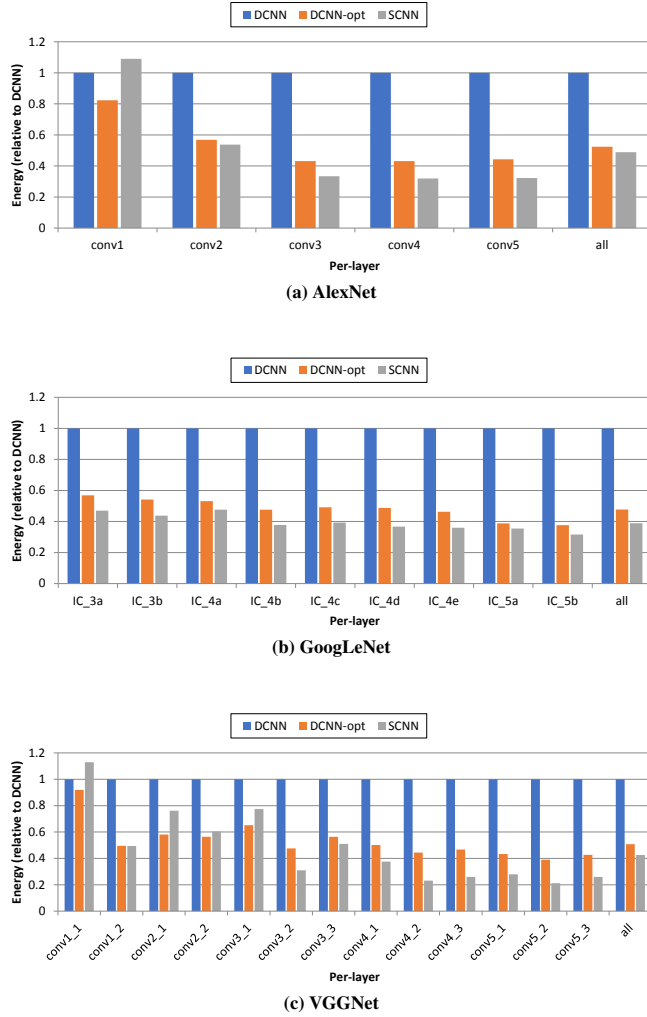 DCNN DCNN-opt SCNN
1.2
1
0.8
0.6
0.4
0.2
0
Energy (relative to DCNN)
conv1 conv2 conv3 conv4 conv5 all
Per-layer
(a) AlexNet
DCNN DCNN-opt SCNN
1.2
1
0.8
0.6
0.4
0.2
0
Energy (relative to DCNN)
IC_3a IC_3b IC_4a IC_4b IC_4c IC_4d IC_4e IC_5a IC_5b all
Per-layer
(b) GoogLeNet
DCNN DCNN-opt SCNN
1.2
1
0.8
0.6
0.4
0.2
0
Energy (relative to DCNN)
conv1_1 conv1_2 conv2_1 conv2_2 conv3_1 conv3_2 conv3_3 conv4_1 conv4_2 conv4_3 conv5_1 conv5_2 conv5_3 all
Per-layer
(c) VGGNet